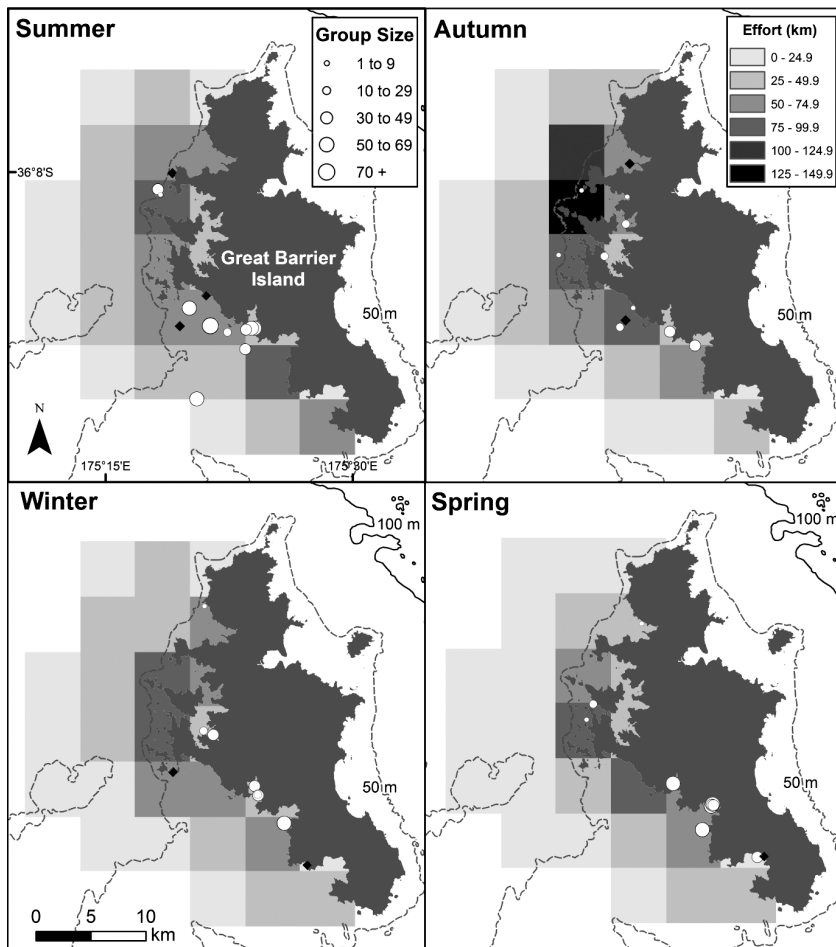 Summer
Group Size
1 to 9
10 to 29
30 to 49
50 to 69
70 +
36°8'S
Great Barrier
Island
50 m
N
175°15'E
175°30'E
Autumn
Effort (km)
0 - 24.9
25 - 49.9
50 - 74.9
75 - 99.9
100 - 124.9
125 - 149.9
50 m
Winter
100 m
50 m
0 5 10
km
Spring
100 m
50 m